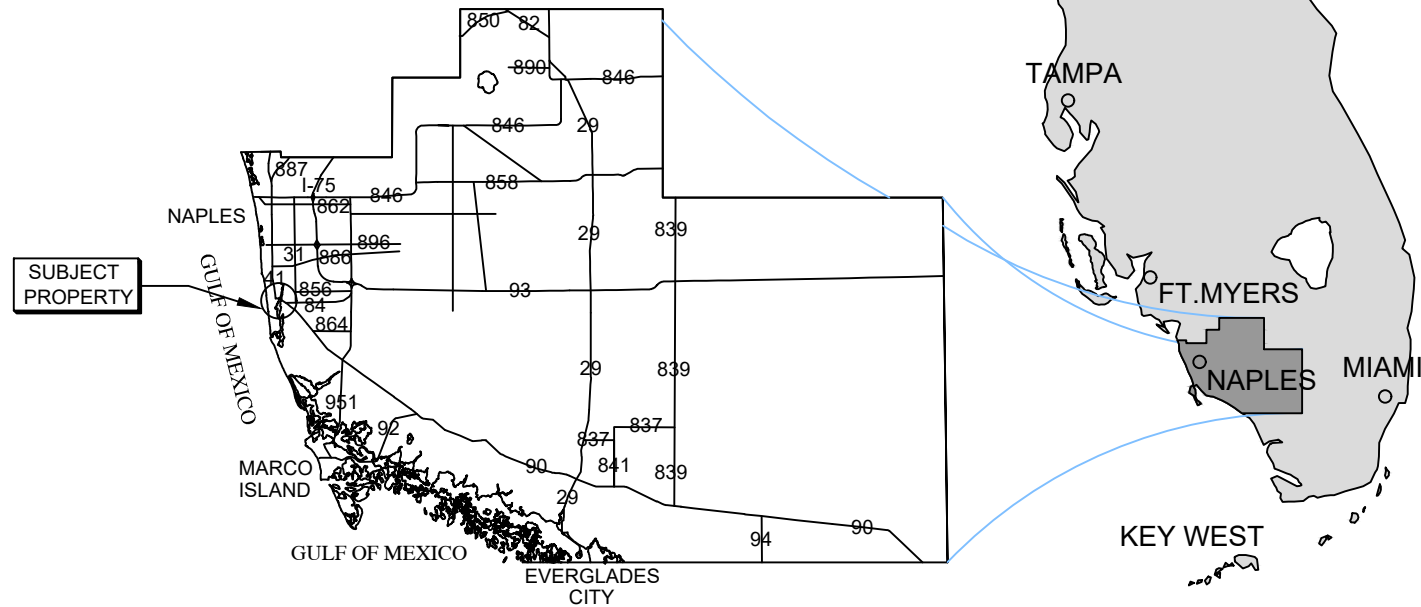 850
82
890
846
846
29
887
I-75
846
858
862
NAPLES
896
31
886
29
839
SUBJECT
PROPERTY
GULF OF MEXICO
41
856
84
864
93
29
839
951
92
837
837
841
839
90
MARCO
ISLAND
29
GULF OF MEXICO
94
90
EVERGLADES
CITY
TAMPA
FT.MYERS
NAPLES
MIAMI
KEY WEST